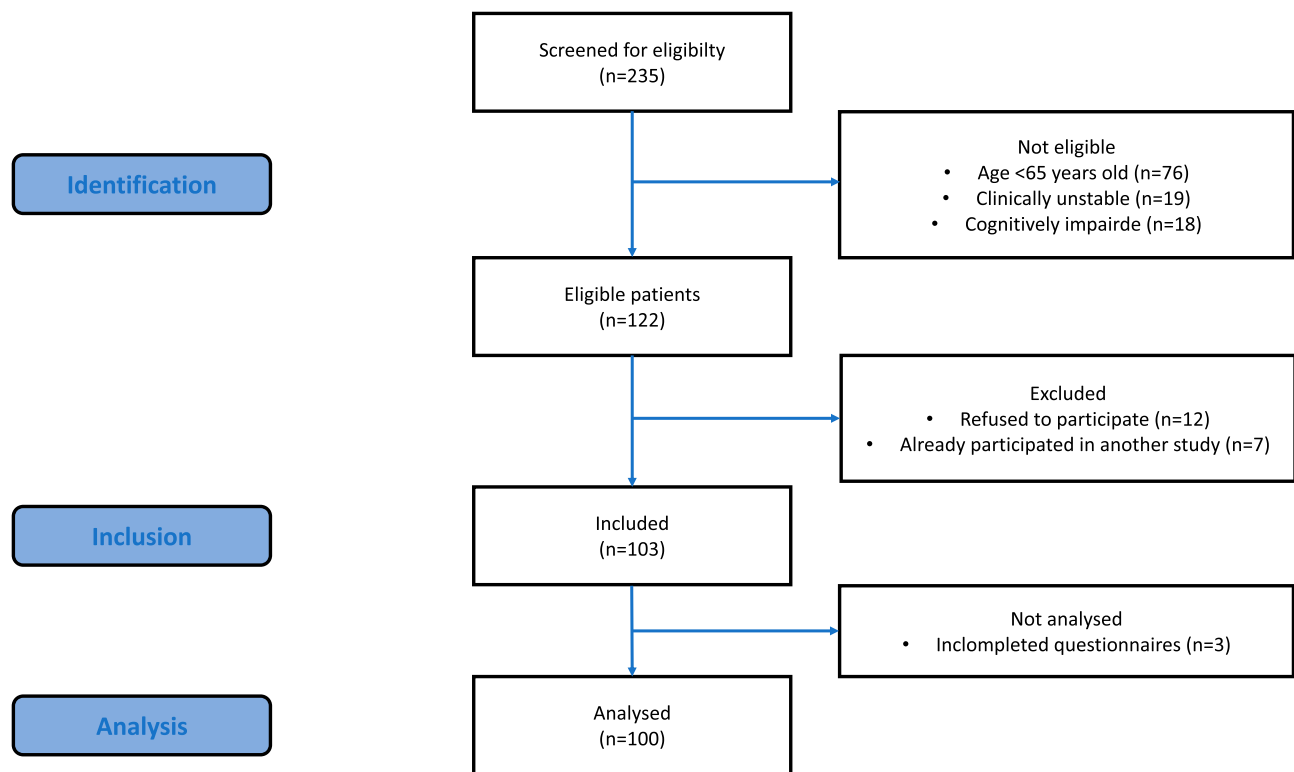 Screened for eligibilty
(n=235)
Identification
Not eligible
• Age <65 years old (n=76)
• Clinically unstable (n=19)
• Cognitively impairde (n=18)
Eligible patients
(n=122)
Excluded
• Refused to participate (n=12)
• Already participated in another study (n=7)
Inclusion
Included
(n=103)
Not analysed
• Inclompleted questionnaires (n=3)
Analysis
Analysed
(n=100)